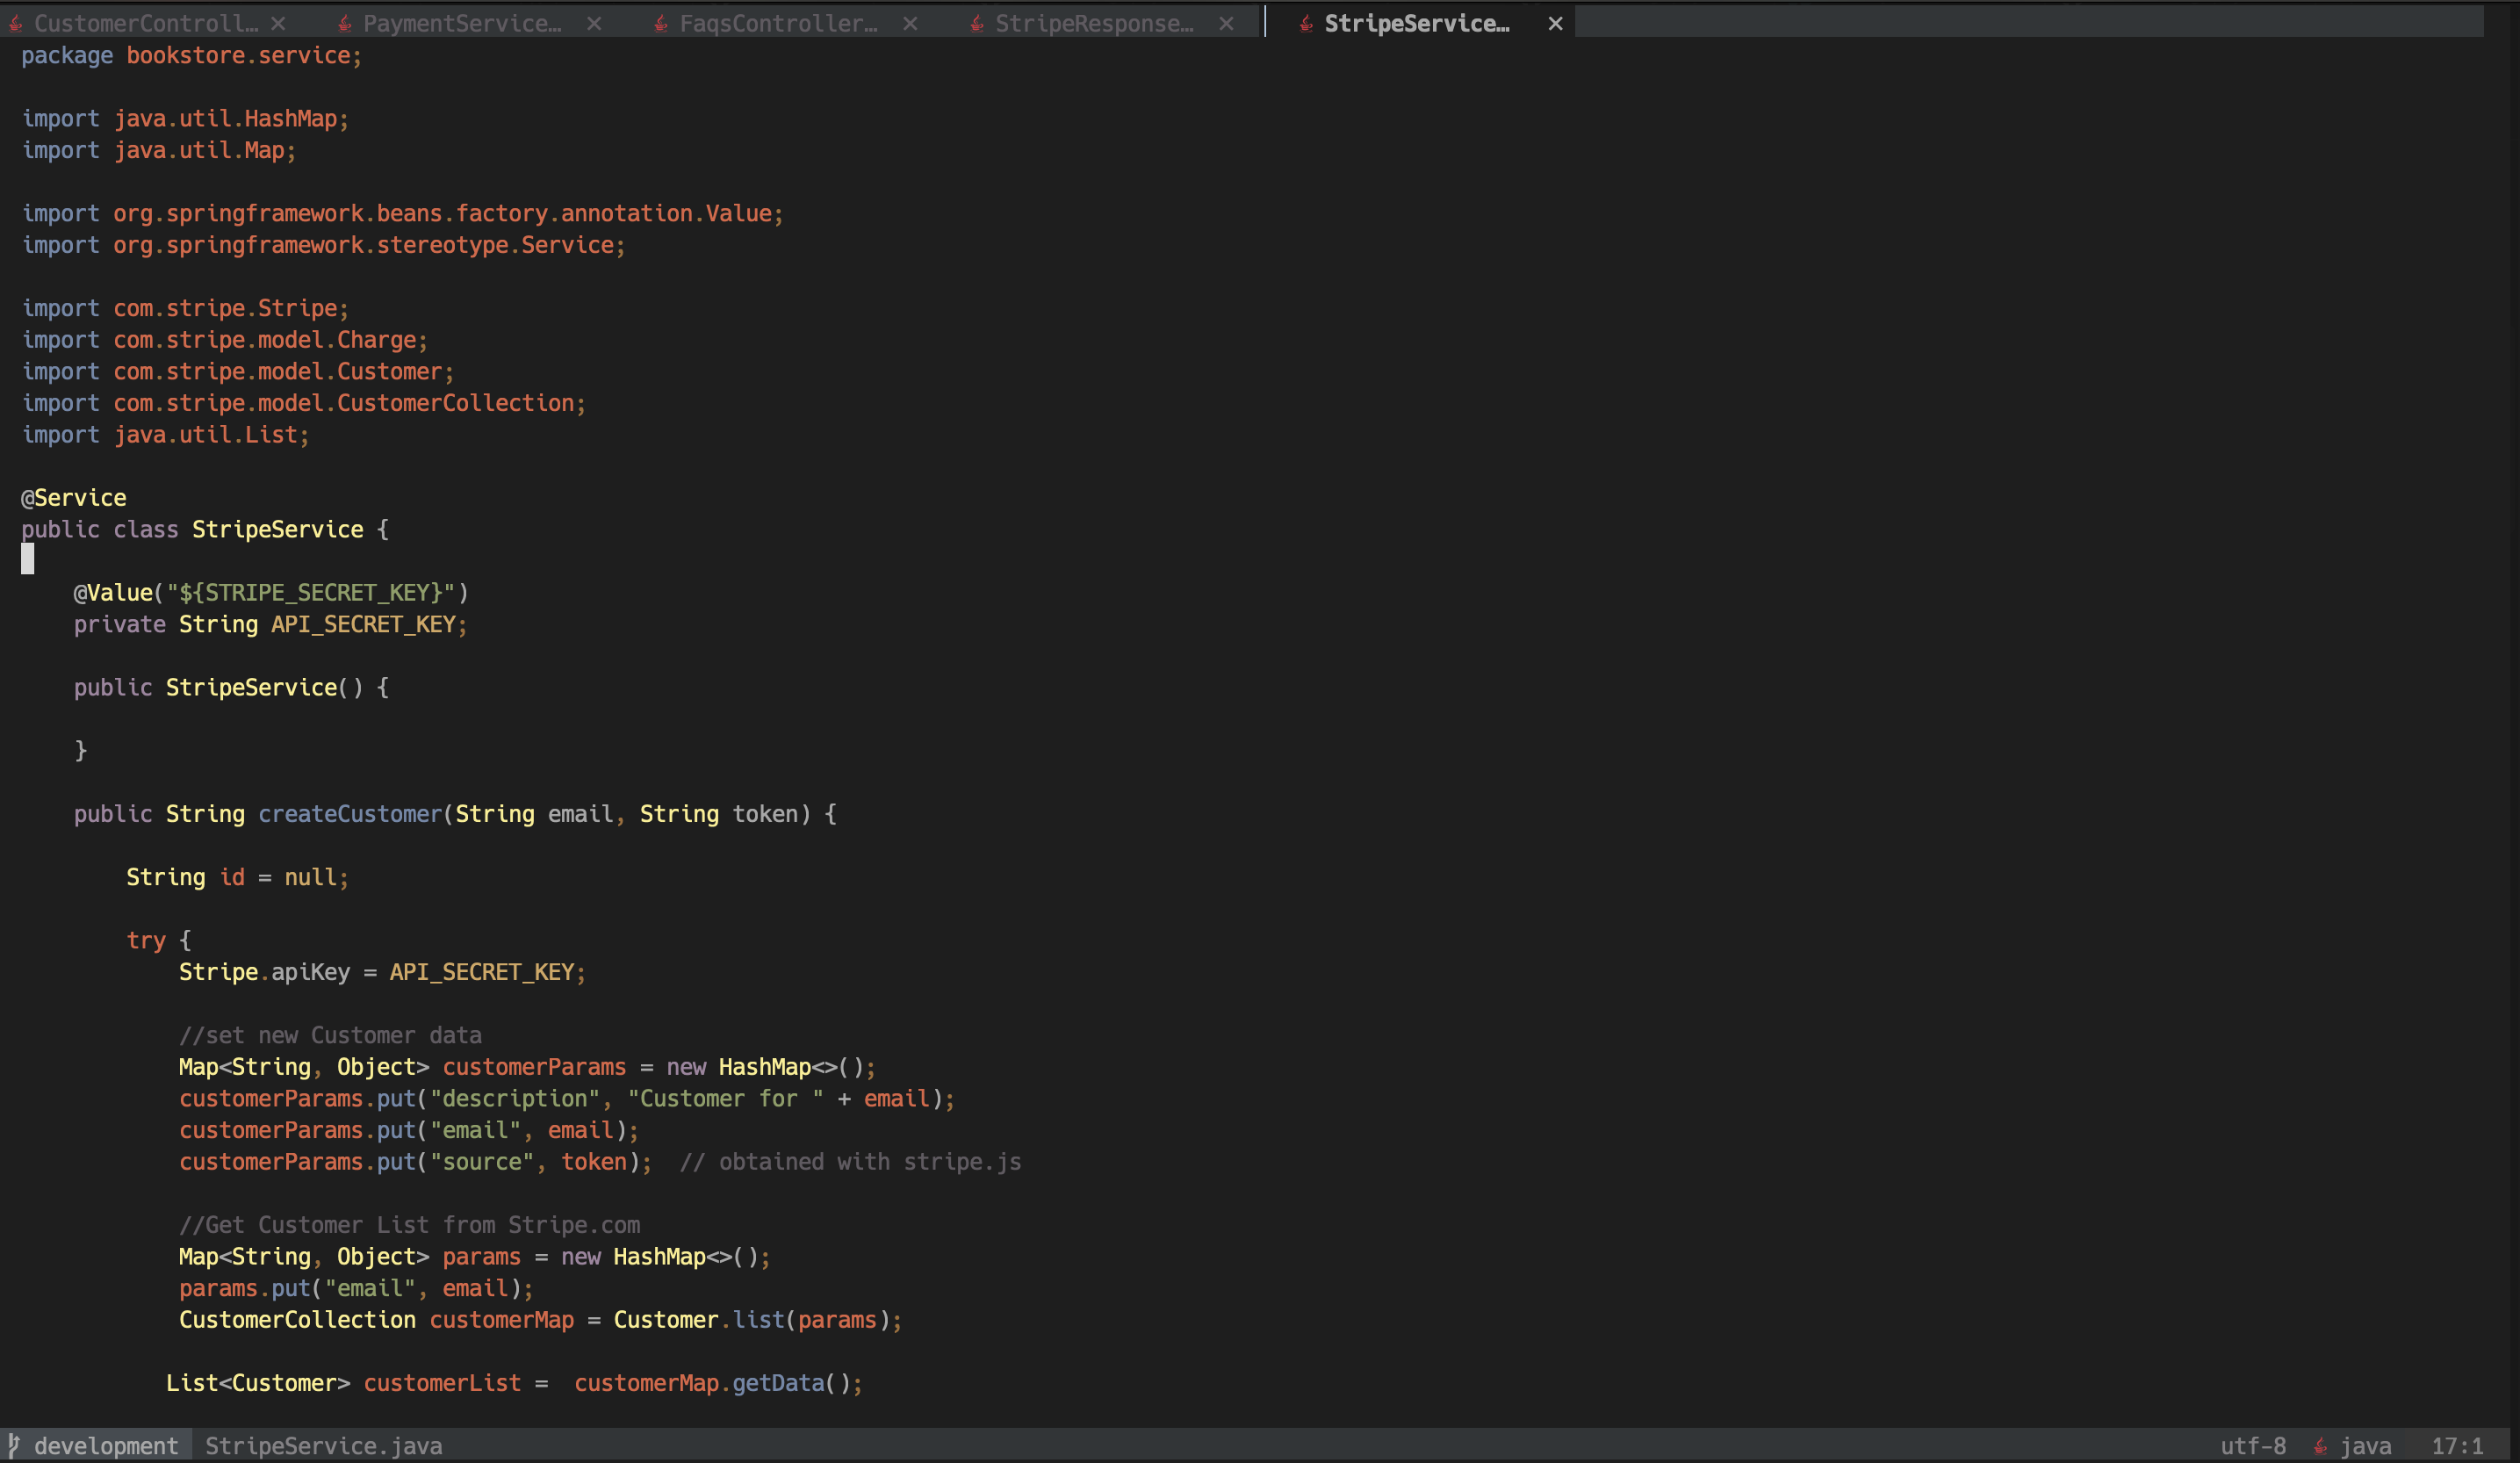 CustomerControll… × PaymentService… × FaqsController… × StripeResponse… × StripeService… ×
package bookstore.service;
import java.util.HashMap;
import java.util.Map;
import org.springframework.beans.factory.annotation.Value;
import org.springframework.stereotype.Service;
import com.stripe.Stripe;
import com.stripe.model.Charge;
import com.stripe.model.Customer;
import com.stripe.model.CustomerCollection;
import java.util.List;
@Service
public class StripeService {
@Value("${STRIPE_SECRET_KEY}")
private String API_SECRET_KEY;
public StripeService() {
}
public String createCustomer(String email, String token) {
String id = null;
try {
Stripe.apiKey = API_SECRET_KEY;
//set new Customer data
Map<String, Object> customerParams = new HashMap<>();
customerParams.put("description", "Customer for " + email);
customerParams.put("email", email);
customerParams.put("source", token);  // obtained with stripe.js
//Get Customer List from Stripe.com
Map<String, Object> params = new HashMap<>();
params.put("email", email);
CustomerCollection customerMap = Customer.list(params);
List<Customer> customerList =  customerMap.getData();
development StripeService.java utf-8 java 17:1